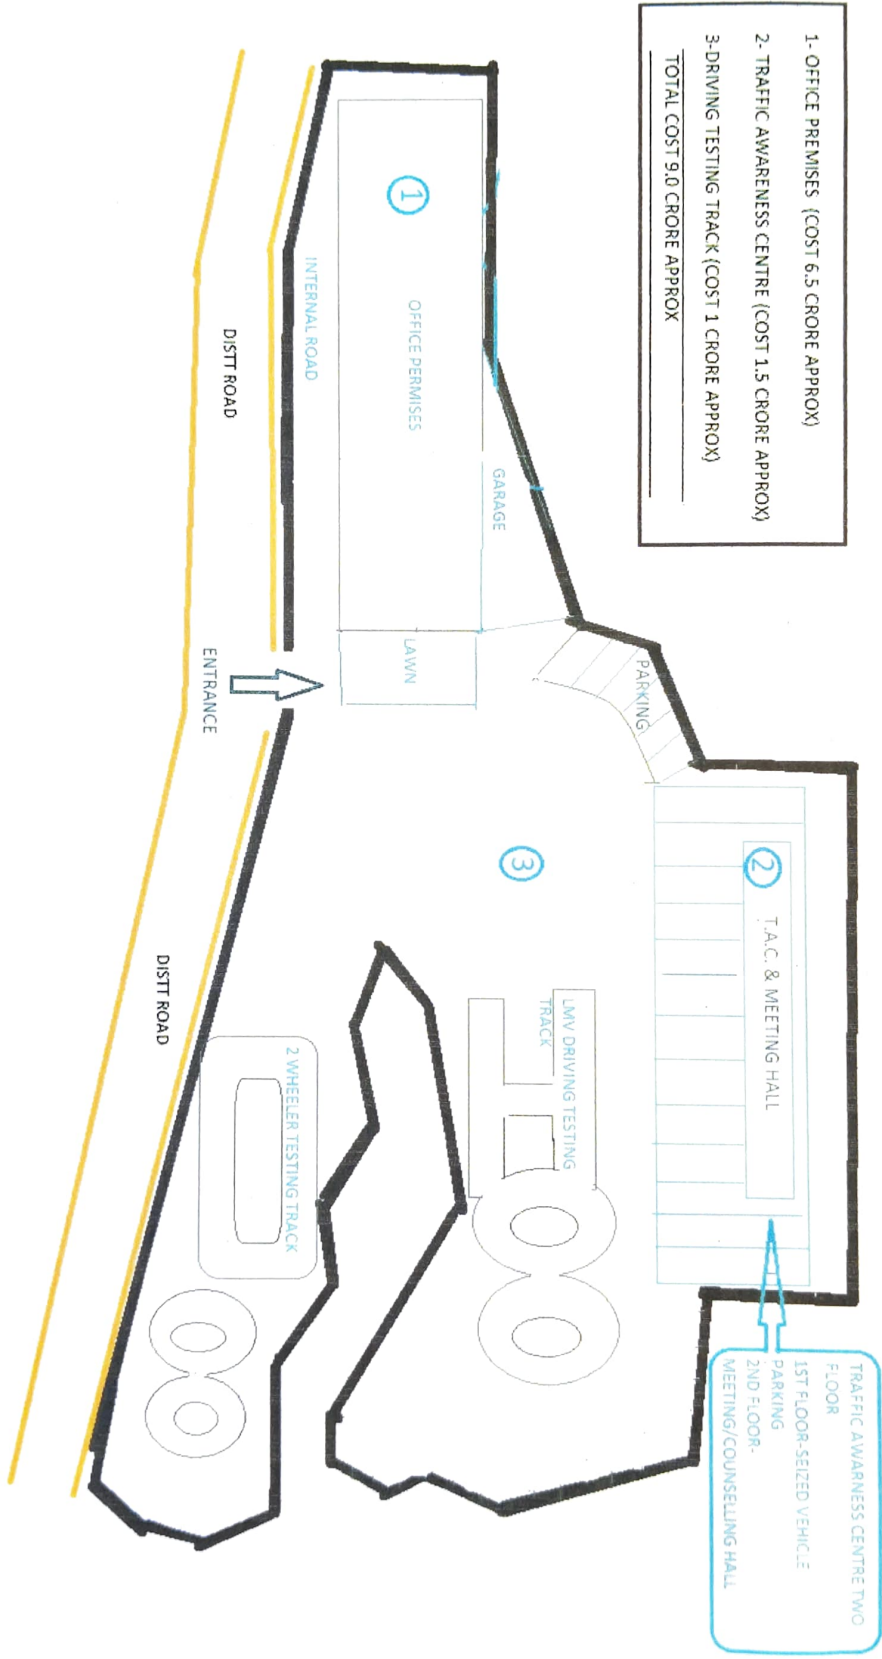 1- OFFICE PREMISES (COST 6.5 CRORE APPROX)
2- TRAFFIC AWARENESS CENTRE (COST 1.5 CRORE APPROX)
3-DRIVING TESTING TRACK (COST 1 CRORE APPROX)
TOTAL COST 9.0 CRORE APPROX
TRAFFIC AWARNESS CENTRE TWO
FLOOR
1ST FLOOR-SEIZED VEHICLE
PARKING
2ND FLOOR-
MEETING/COUNSELLING HALL
2
T.A.C. & MEETING HALL
PARKING
GARAGE
3
LMV DRIVING TESTING
TRACK
1
OFFICE PERMISES
LAWN
INTERNAL ROAD
2 WHEELER TESTING TRACK
DISTT ROAD
ENTRANCE
DISTT ROAD